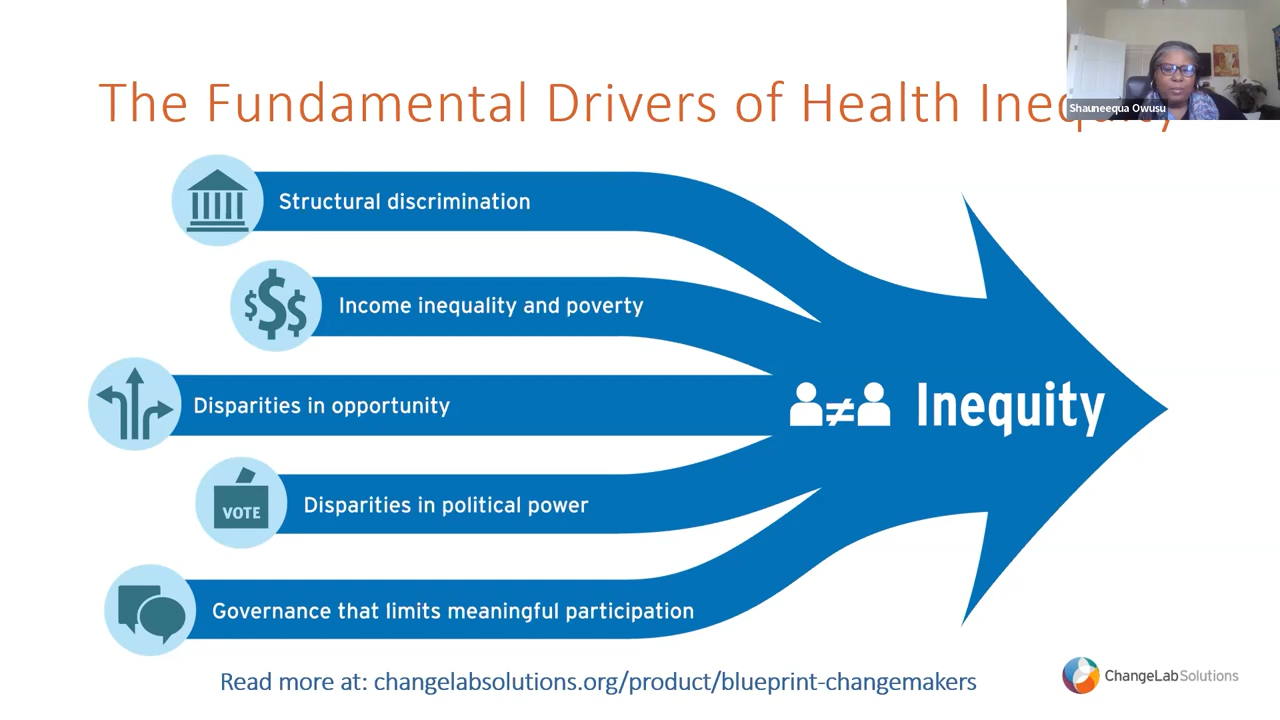 The Fundamental Drivers of Health
Shauneequa Owusu
Structural discrimination
$$$
Income inequality and poverty
Disparities in opportunity
≠ Inequity
VOTE
Disparities in political power
Governance that limits meaningful participation
Read more at: changelabsolutions.org/product/blueprint-changemakers
ChangeLabSolutions